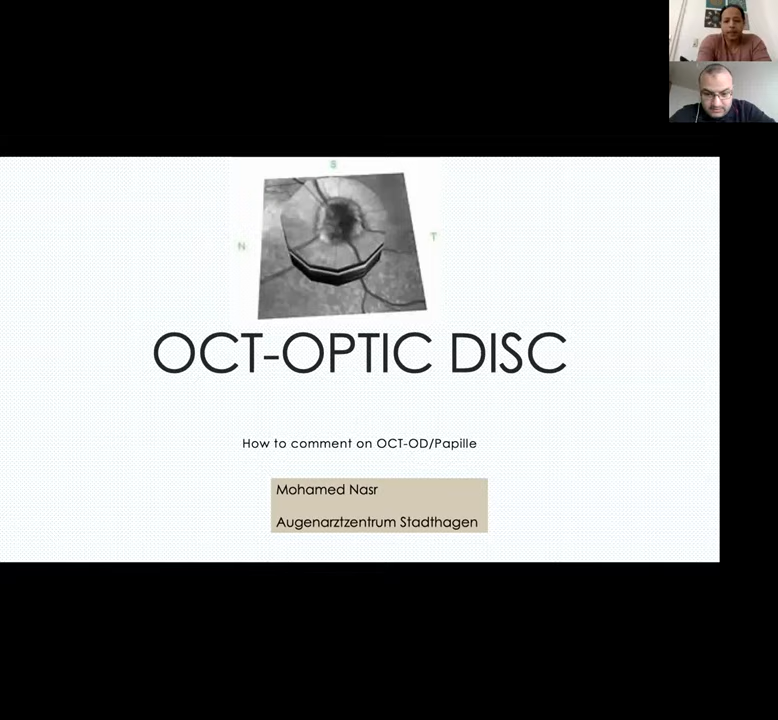 S
N
T
OCT-OPTIC DISC
How to comment on OCT-OD/Papille
Mohamed Nasr
Augenarztzentrum Stadthagen